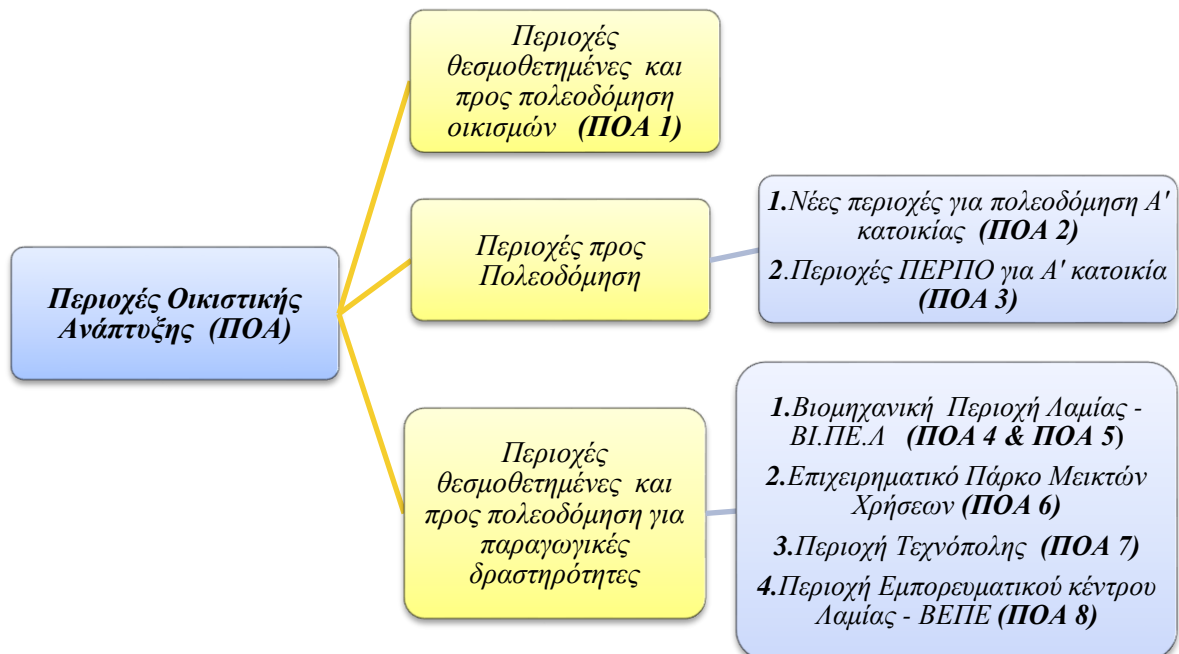 Περιοχές
θεσμοθετημένες και
προς πολεοδόμηση
οικισμών (ΠΟΑ 1)
Περιοχές προς
Πολεοδόμηση
1.Νέες περιοχές για πολεοδόμηση Α'
κατοικίας (ΠΟΑ 2)
2.Περιοχές ΠΕΡΠΟ για Α' κατοικία
(ΠΟΑ 3)
Περιοχές Οικιστικής
Ανάπτυξης (ΠΟΑ)
Περιοχές
θεσμοθετημένες και
προς πολεοδόμηση για
παραγωγικές
δραστηρότητες
1.Βιομηχανική Περιοχή Λαμίας -
ΒΙ.ΠΕ.Λ (ΠΟΑ 4 & ΠΟΑ 5)
2.Επιχειρηματικό Πάρκο Μεικτών
Χρήσεων (ΠΟΑ 6)
3.Περιοχή Τεχνόπολης (ΠΟΑ 7)
4.Περιοχή Εμπορευματικού κέντρου
Λαμίας - ΒΕΠΕ (ΠΟΑ 8)